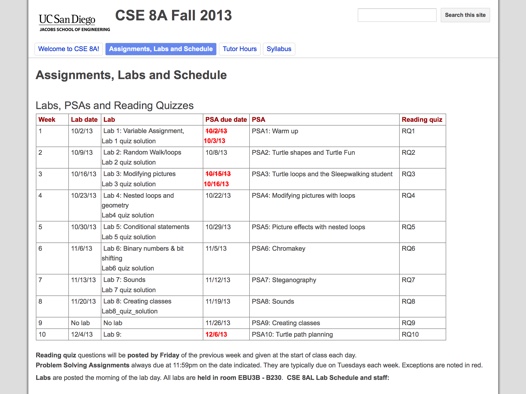 UC San Diego
JACOBS SCHOOL OF ENGINEERING
CSE 8A Fall 2013
Search this site
Welcome to CSE 8A! Assignments, Labs and Schedule Tutor Hours Syllabus
Assignments, Labs and Schedule
Labs, PSAs and Reading Quizzes
Week Lab date Lab PSA due date PSA Reading quiz
1 10/2/13 Lab 1: Variable Assignment, 10/2/13 PSA1: Warm up RQ1
Lab 1 quiz solution 10/3/13
2 10/9/13 Lab 2: Random Walk/loops 10/8/13 PSA2: Turtle shapes and Turtle Fun RQ2
Lab 2 quiz solution
3 10/16/13 Lab 3: Modifying pictures 10/15/13 PSA3: Turtle loops and the Sleepwalking student RQ3
Lab 3 quiz solution 10/16/13
4 10/23/13 Lab 4: Nested loops and 10/22/13 PSA4: Modifying pictures with loops RQ4
geometry
Lab4 quiz solution
5 10/30/13 Lab 5: Conditional statements 10/29/13 PSA5: Picture effects with nested loops RQ5
Lab 5 quiz solution
6 11/6/13 Lab 6: Binary numbers & bit 11/5/13 PSA6: Chromakey RQ6
shifting
Lab6 quiz solution
7 11/13/13 Lab 7: Sounds 11/12/13 PSA7: Steganography RQ7
Lab 7 quiz solution
8 11/20/13 Lab 8: Creating classes 11/19/13 PSA8: Sounds RQ8
Lab8_quiz_solution
9 No lab No lab 11/26/13 PSA9: Creating classes RQ9
10 12/4/13 Lab 9: 12/6/13 PSA10: Turtle path planning RQ10
Reading quiz questions will be posted by Friday of the previous week and given at the start of class each day.
Problem Solving Assignments always due at 11:59pm on the date indicated. They are typically due on Tuesdays each week. Exceptions are noted in red.
Labs are posted the morning of the lab day. All labs are held in room EBU3B - B230. CSE 8AL Lab Schedule and staff: